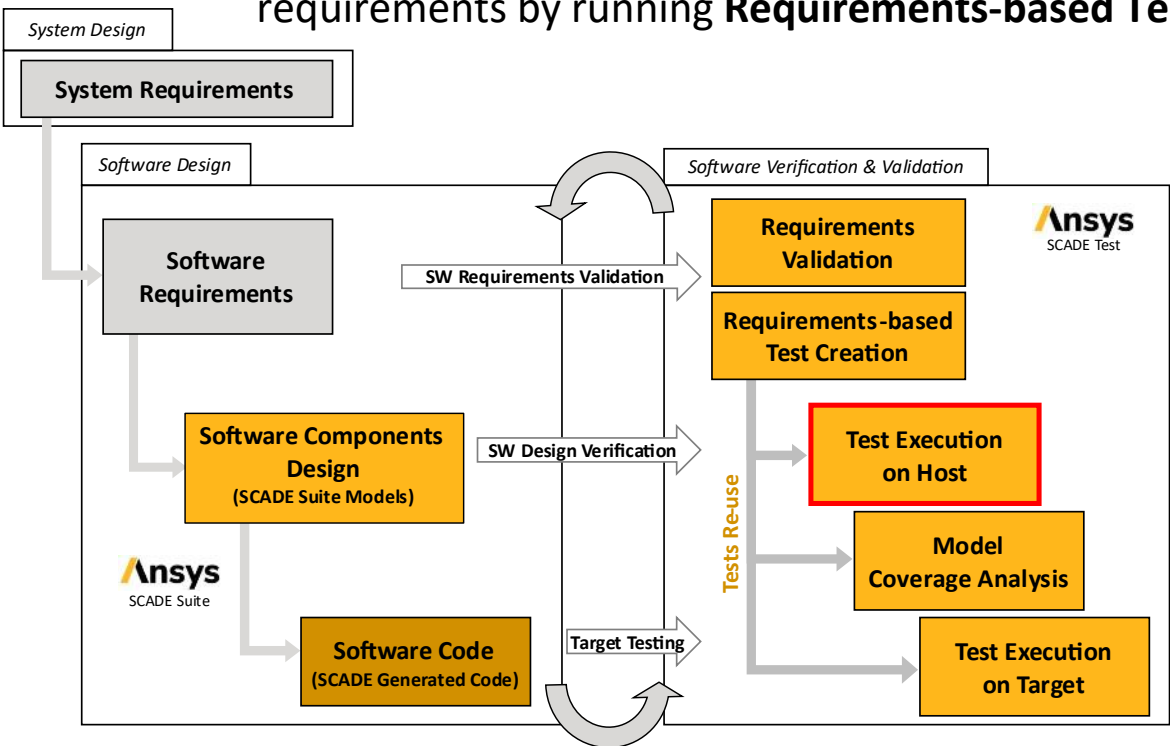 requirements by running Requirements-based Te
System Design
System Requirements
Software Design
Software
Requirements
Software Components
Design
(SCADE Suite Models)
Ansys
SCADE Suite
Software Code
(SCADE Generated Code)
SW Requirements Validation
SW Design Verification
Target Testing
Software Verification & Validation
Ansys
SCADE Test
Requirements
Validation
Requirements-based
Test Creation
Tests Re-use
Test Execution
on Host
Model
Coverage Analysis
Test Execution
on Target